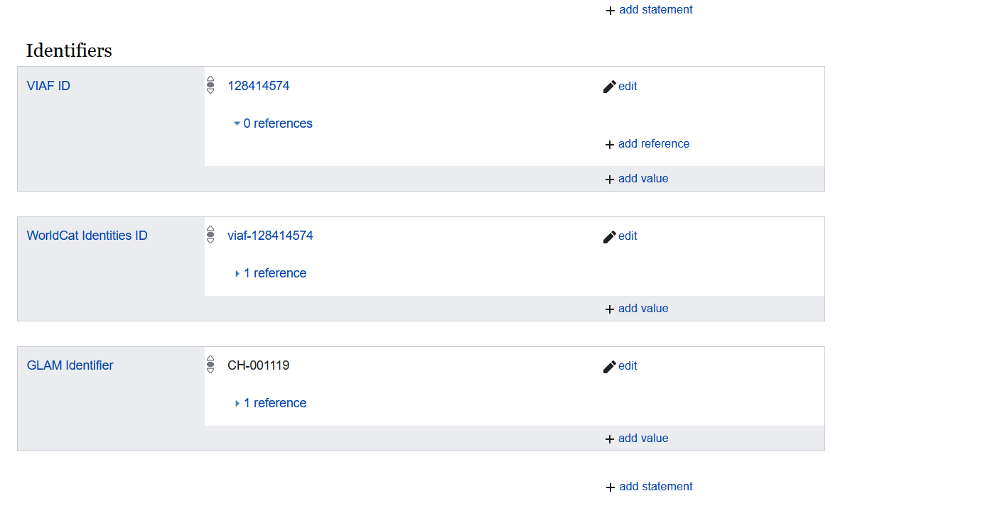 + add statement
Identifiers
VIAF ID
128414574
edit
0 references
+ add reference
+ add value
WorldCat Identities ID
viaf-128414574
edit
1 reference
+ add value
GLAM Identifier
CH-001119
edit
1 reference
+ add value
+ add statement